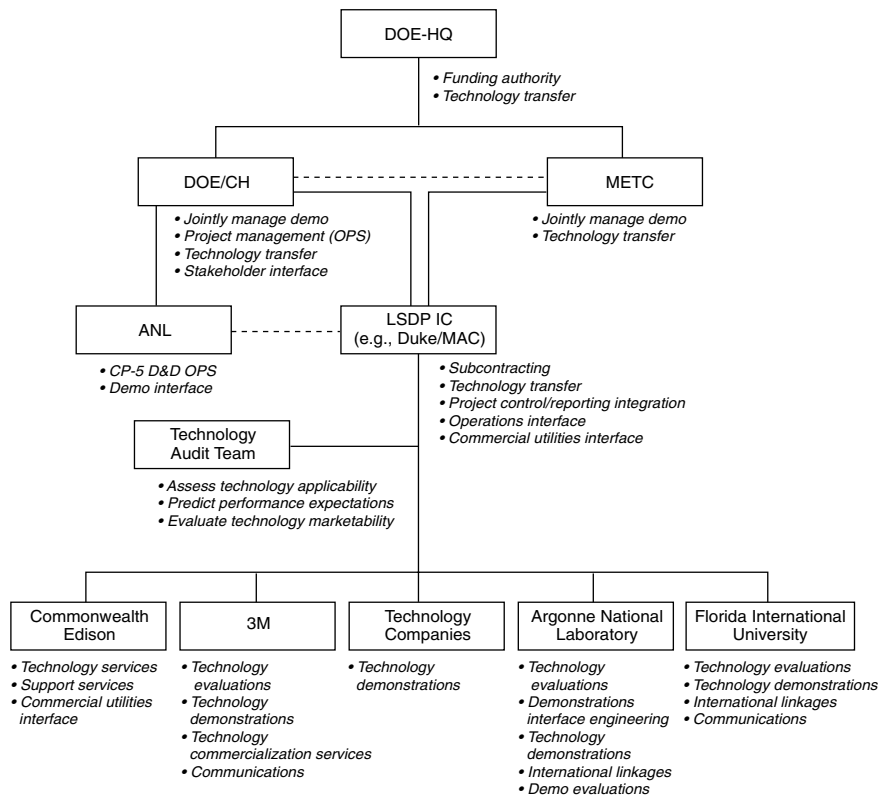 DOE-HQ
• Funding authority
• Technology transfer
DOE/CH
METC
• Jointly manage demo
• Project management (OPS)
• Technology transfer
• Stakeholder interface
• Jointly manage demo
• Technology transfer
ANL
LSDP IC
(e.g., Duke/MAC)
• CP-5 D&D OPS
• Demo interface
• Subcontracting
• Technology transfer
• Project control/reporting integration
• Operations interface
• Commercial utilities interface
Technology
Audit Team
• Assess technology applicability
• Predict performance expectations
• Evaluate technology marketability
Commonwealth
Edison
• Technology services
• Support services
• Commercial utilities
interface
3M
• Technology
evaluations
• Technology
demonstrations
• Technology
commercialization services
• Communications
Technology
Companies
• Technology
demonstrations
Argonne National
Laboratory
• Technology
evaluations
• Demonstrations
interface engineering
• Technology
demonstrations
• International linkages
• Demo evaluations
Florida International
University
• Technology evaluations
• Technology demonstrations
• International linkages
• Communications